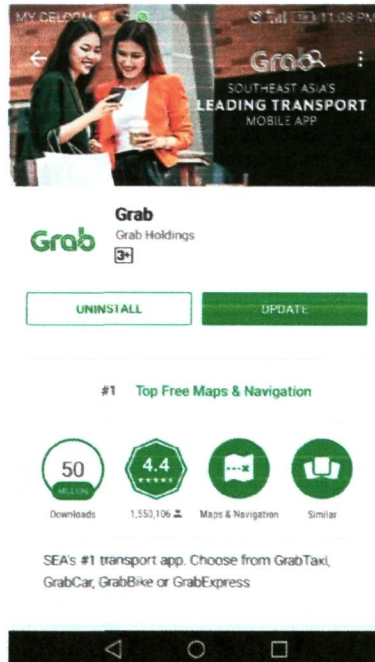 MY CELCOM
11:08 PM
Grab
SOUTHEAST ASIA'S
LEADING TRANSPORT
MOBILE APP
Grab
Grab
Grab Holdings
3+
UNINSTALL
UPDATE
#1 Top Free Maps & Navigation
50
MILLION
4.4
Downloads
1,550,106
Maps & Navigation
Similar
SEA's #1 transport app. Choose from GrabTaxi,
GrabCar, GrabBike or GrabExpress